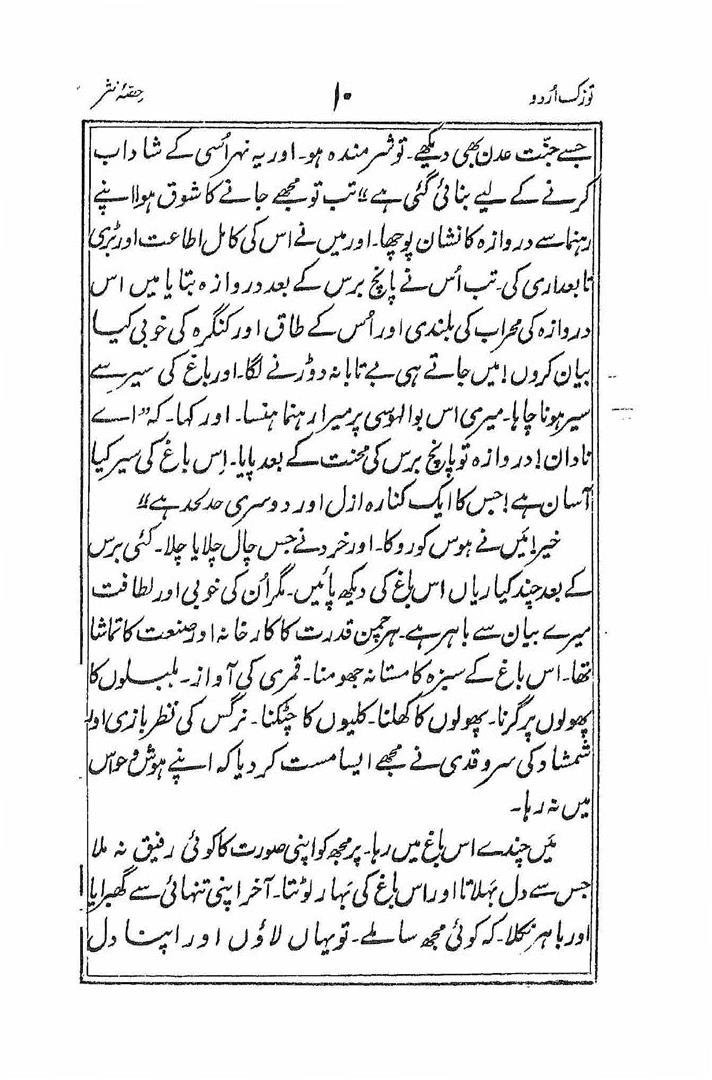 توزک اُردو
۱۰
حصّۂ نثر
جسے جنّت عدن بھی دیکھے۔ تو شرمندہ ہو۔ اور یہ نہر اُسی کے شاداب
کرنے کے لیے بنائی گئی ہے" تب تو مجھے جانے کا شوق ہوا اپنے
رہنما سے دروازہ کا نشان پوچھا۔ اور میں نے اس کی کامل اطاعت اور بڑی
تابعداری کی۔ تب اُس نے پانچ برس کے بعد دروازہ بتایا میں اس
دروازہ کی محراب کی بلندی اور اُس کے طاق اور کنگرہ کی خوبی کیا
بیان کروں! میں جاتے ہی بے تابانہ دوڑنے لگا۔ اور باغ کی سیر سے
سیر ہونا چاہا۔ میری اس بوالہوسی پر میرا رہنما ہنسا۔ اور کہا۔ کہ "اے
نادان! دروازہ تو پانچ برس کی محنت کے بعد پایا۔ اِس باغ کی سیر کیا
آسان ہے! جس کا ایک کنارہ ازل اور دوسری حد لحد ہے"
خیر! مَیں نے ہوس کو روکا۔ اور خرد نے جس چال چلایا چلا۔ کئی برس
کے بعد چند کیاریاں اس باغ کی دیکھ پائیں۔ مگر اُن کی خوبی اور لطافت
میرے بیان سے باہر ہے۔ ہر چمن قدرت کا کارخانہ اور صنعت کا تماشا
تھا۔ اس باغ کے سبزہ کا مستانہ جھومنا۔ قمری کی آواز۔ بلبلوں کا
پھولوں پر گرنا۔ پھولوں کا کھلنا۔ کلیوں کا چٹکنا۔ نرگس کی نظر بازی اور
شمشاد کی سرو قدی نے مجھے ایسا مست کر دیا کہ اپنے ہوش و حواس
میں نہ رہا۔
مَیں چندے اس باغ میں رہا۔ پر مجھ کو اپنی صورت کا کوئی رفیق نہ ملا
جس سے دل بہلاتا اور اس باغ کی بہار لوٹتا۔ آخر اپنی تنہائی سے گھبرایا
اور باہر نکلا۔ کہ کوئی مجھ سا ملے۔ تو یہاں لاؤں اور اپنا دل